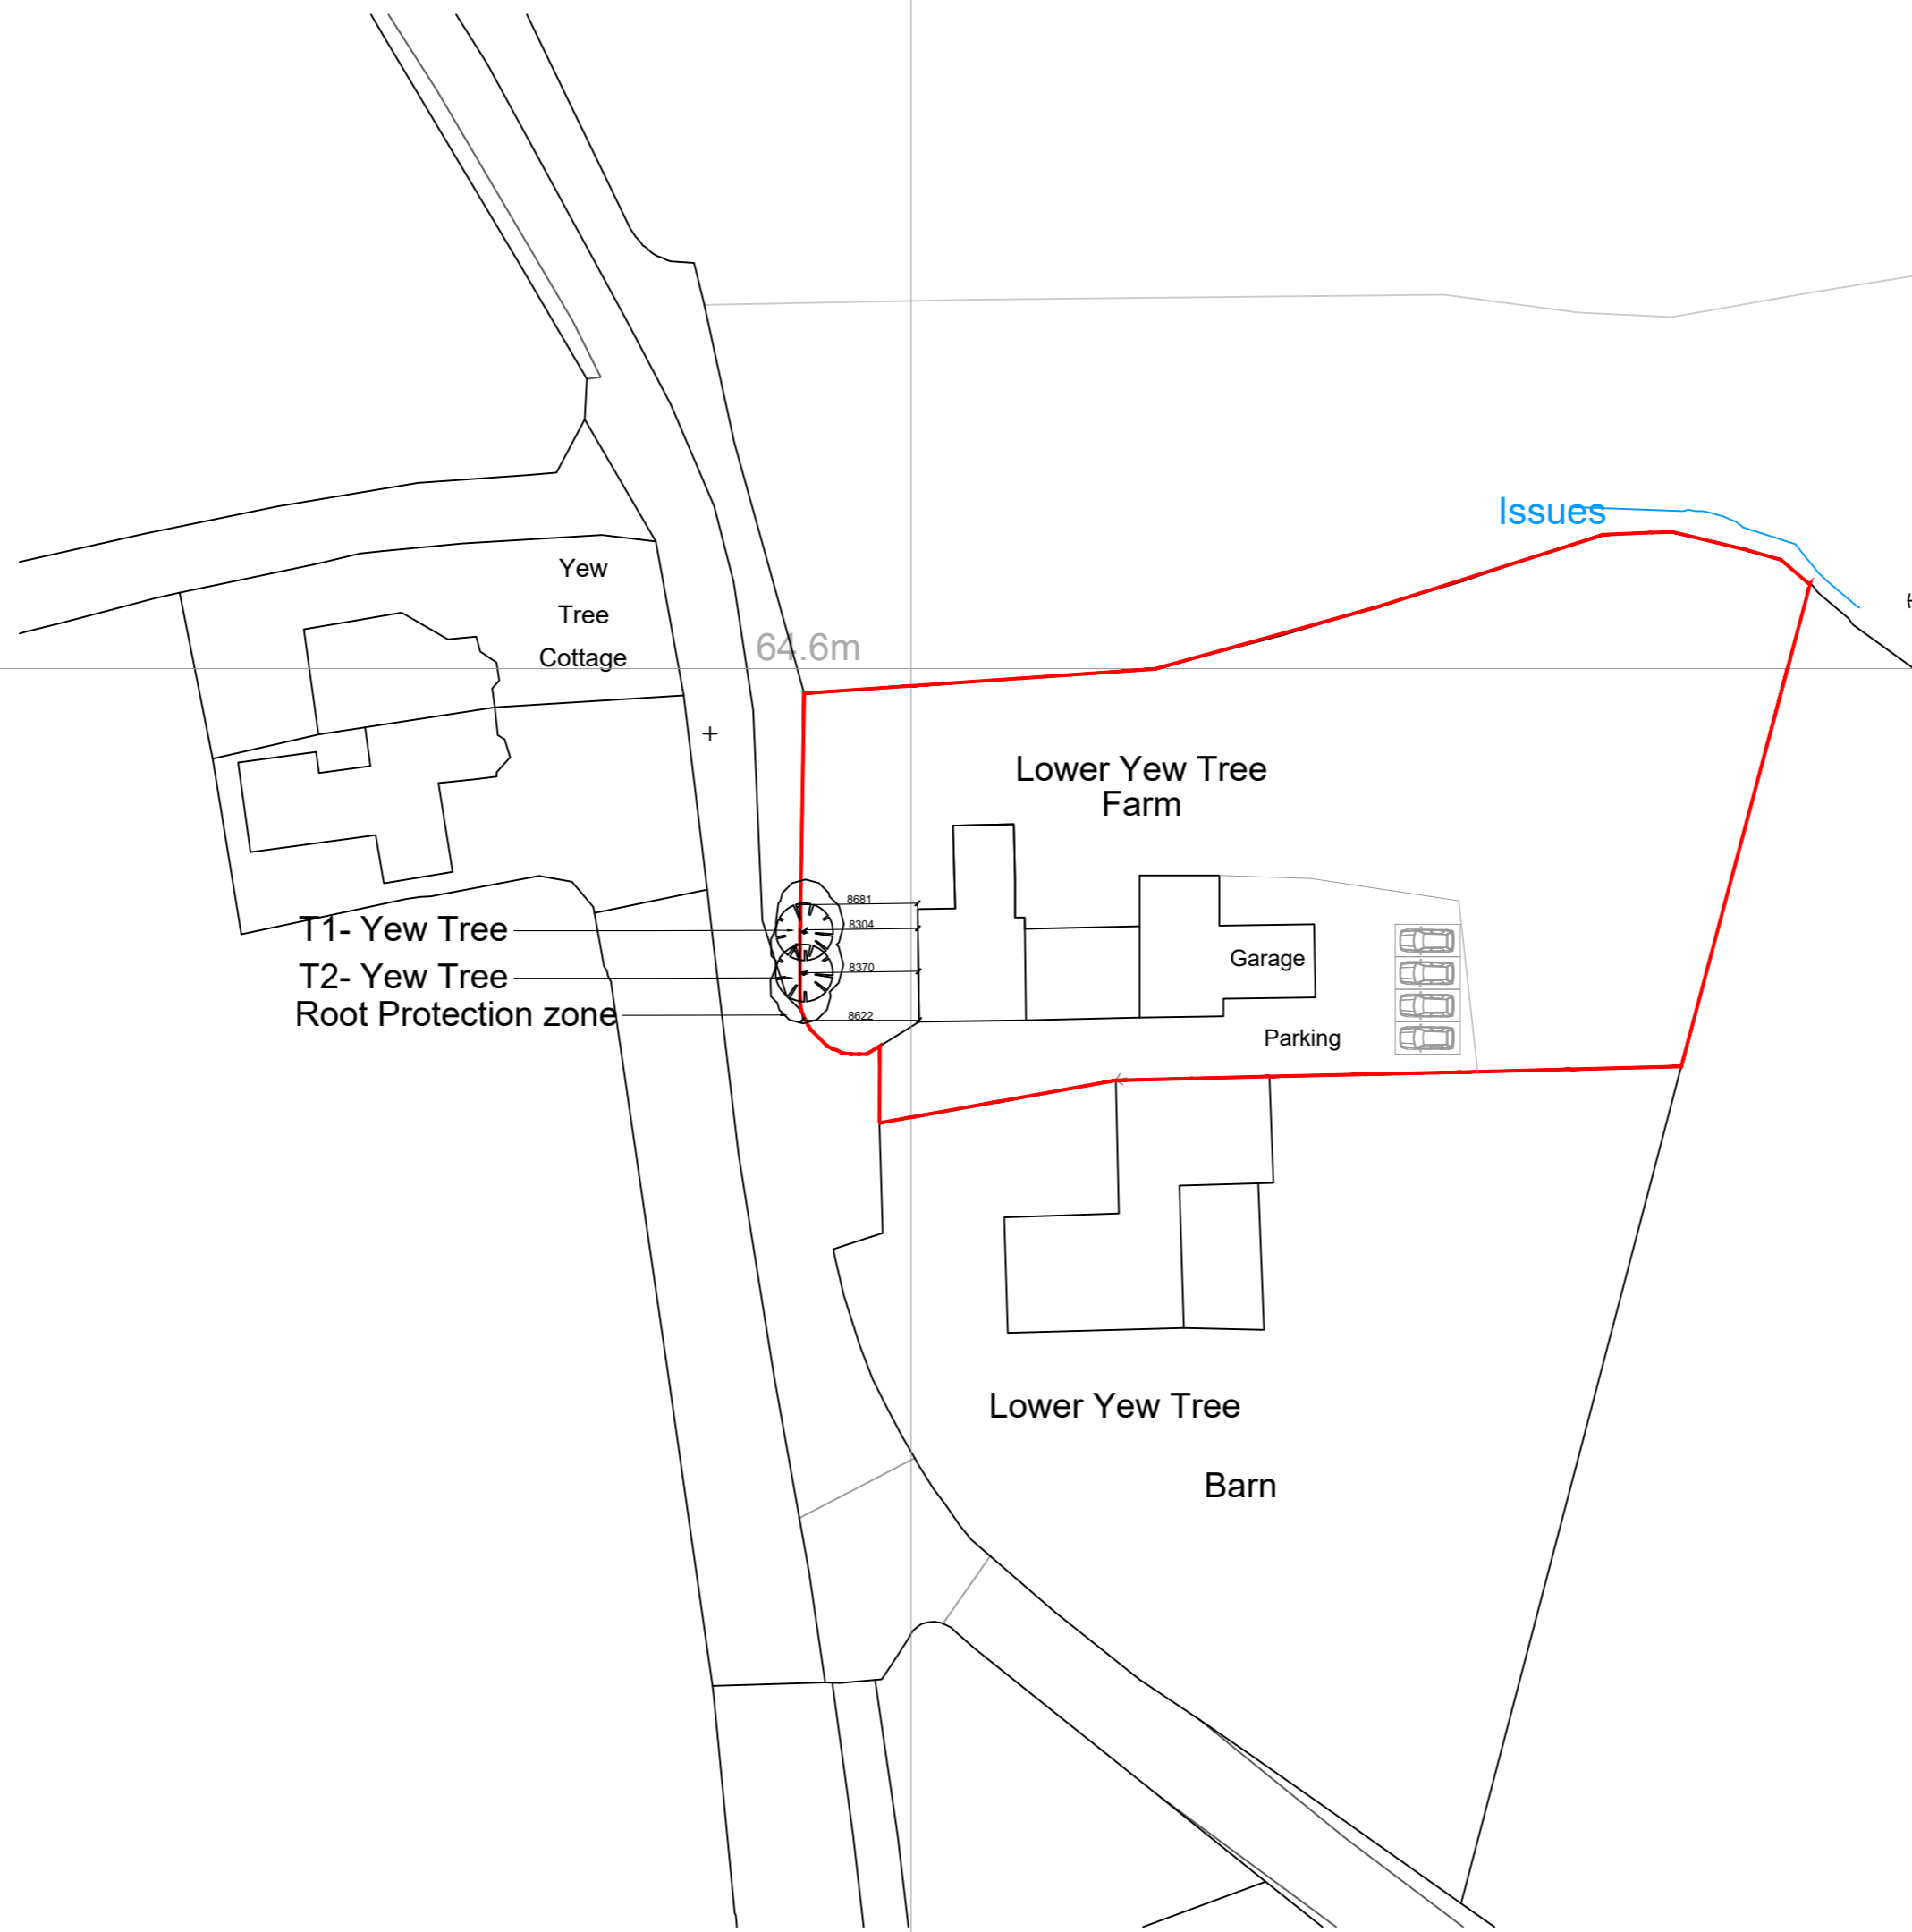 Issues
Yew
Tree
Cottage
64.6m
Lower Yew Tree
Farm
8681
T1- Yew Tree
8304
8370
T2- Yew Tree
Root Protection zone
8622
Garage
Parking
Lower Yew Tree
Barn